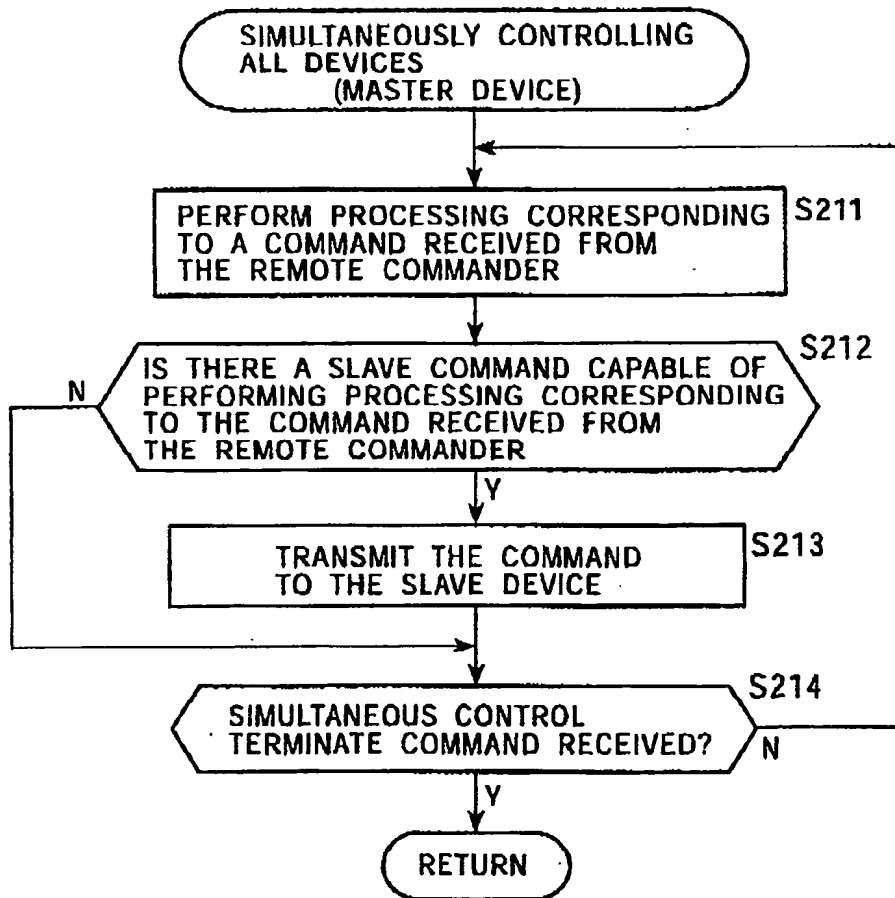 SIMULTANEOUSLY CONTROLLING
ALL DEVICES
(MASTER DEVICE)
S211
PERFORM PROCESSING CORRESPONDING
TO A COMMAND RECEIVED FROM
THE REMOTE COMMANDER
S212
IS THERE A SLAVE COMMAND CAPABLE OF
PERFORMING PROCESSING CORRESPONDING
TO THE COMMAND RECEIVED FROM
THE REMOTE COMMANDER
N
Y
S213
TRANSMIT THE COMMAND
TO THE SLAVE DEVICE
S214
SIMULTANEOUS CONTROL
TERMINATE COMMAND RECEIVED?
N
Y
RETURN